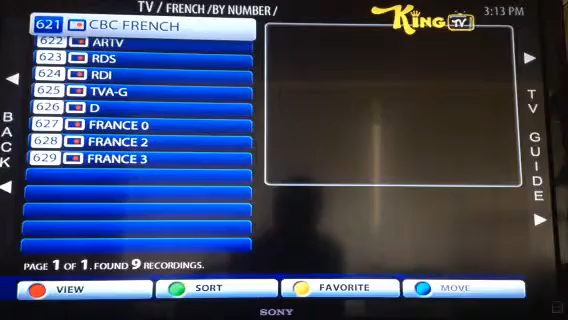 TV / FRENCH /BY NUMBER /
KING TV
3:13 PM
621 CBC FRENCH
622 ARTV
623 RDS
624 RDI
625 TVA-G
626 D
627 FRANCE 0
628 FRANCE 2
629 FRANCE 3
BACK
TV GUIDE
PAGE 1 OF 1. FOUND 9 RECORDINGS.
VIEW SORT FAVORITE MOVE
SONY